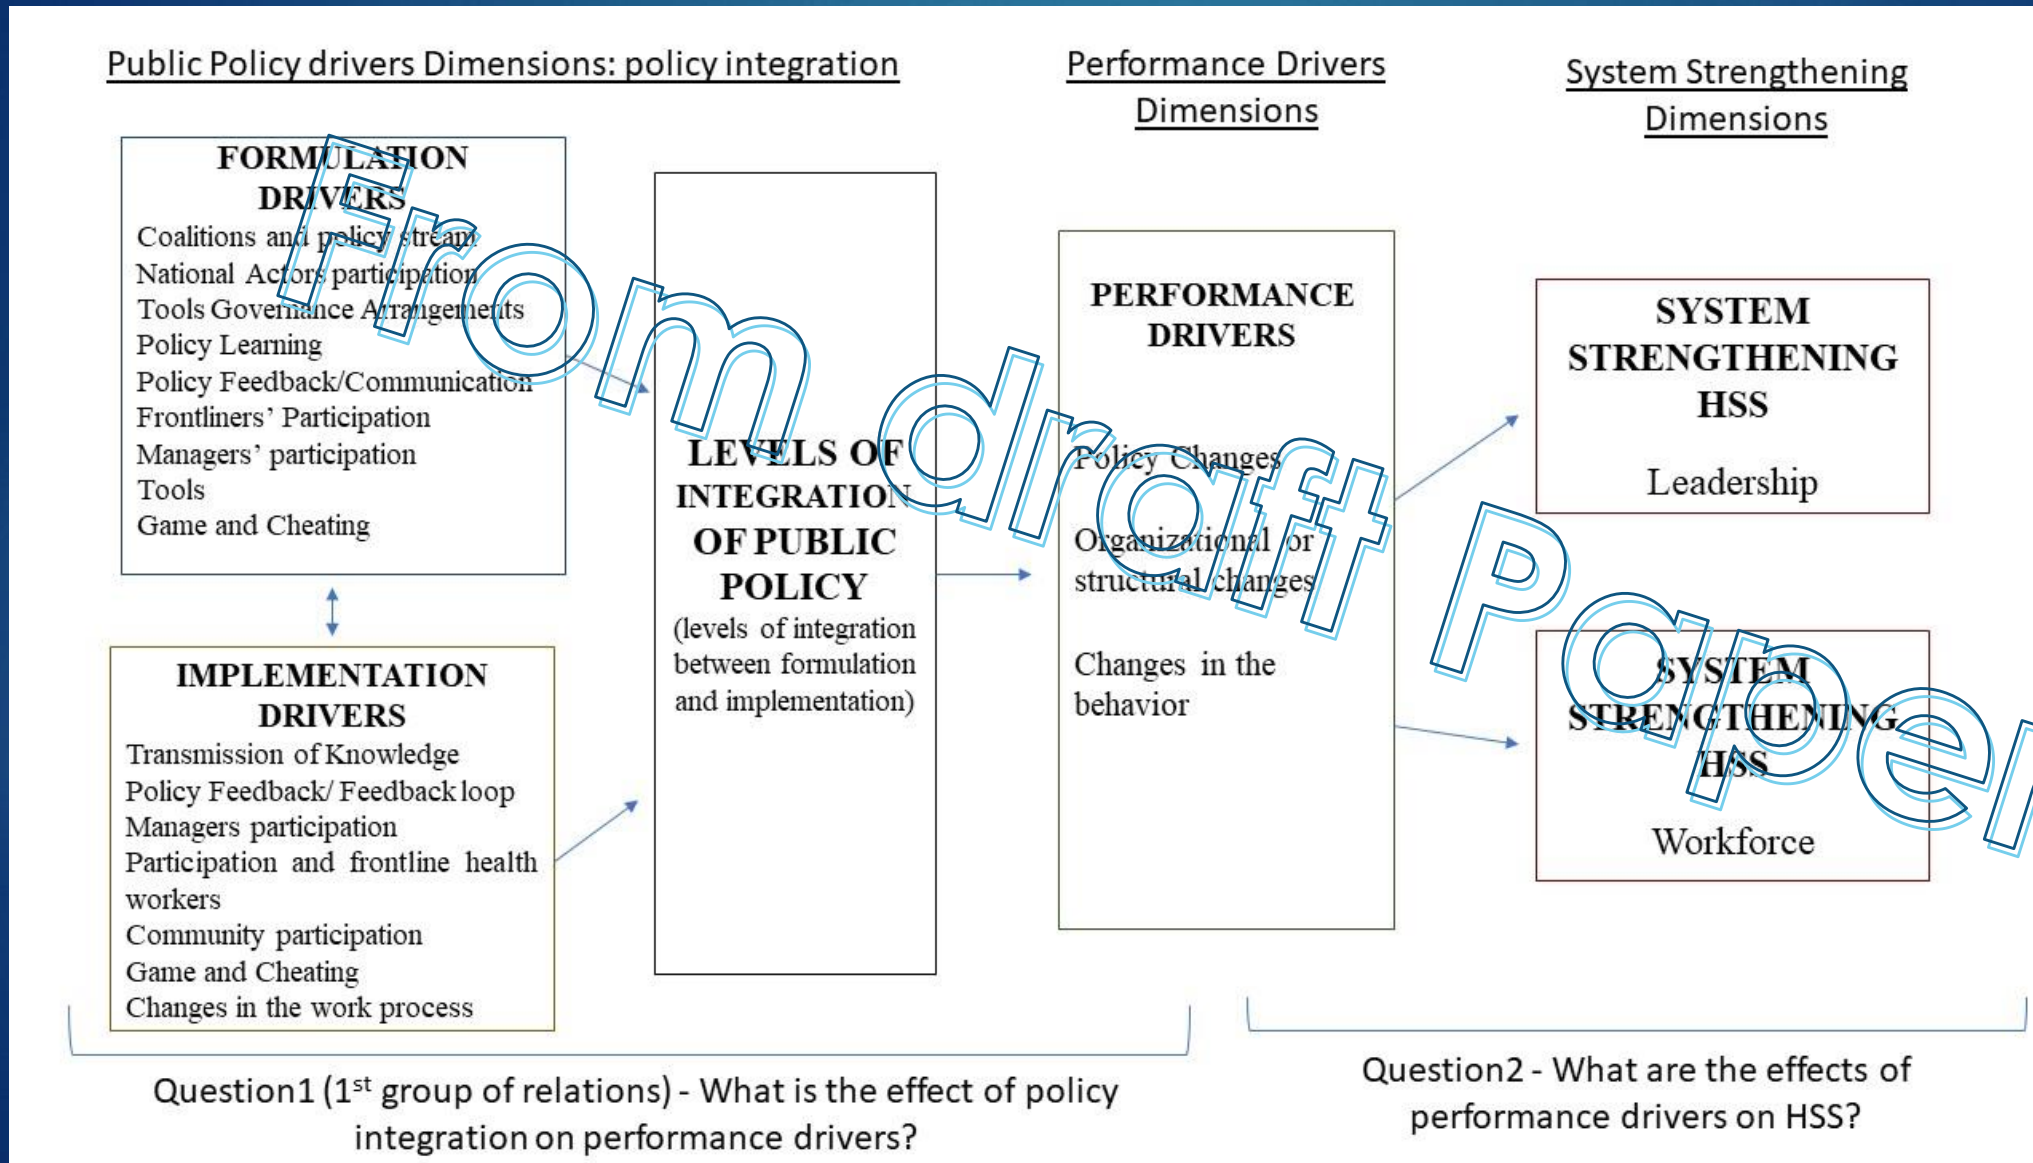 Public Policy drivers Dimensions: policy integration
Performance Drivers
Dimensions
System Strengthening
Dimensions
FORMULATION
DRIVERS
Coalitions and policy stream
National Actors participation
Tools Governance Arrangements
Policy Learning
Policy Feedback/Communication
Frontliners' Participation
Managers' participation
Tools
Game and Cheating
IMPLEMENTATION
DRIVERS
Transmission of Knowledge
Policy Feedback/ Feedback loop
Managers participation
Participation and frontline health
workers
Community participation
Game and Cheating
Changes in the work process
LEVELS OF
INTEGRATION
OF PUBLIC
POLICY
(levels of integration
between formulation
and implementation)
PERFORMANCE
DRIVERS
Policy Changes
Organizational or
structural changes
Changes in the
behavior
SYSTEM
STRENGTHENING
HSS
Leadership
SYSTEM
STRENGTHENING
HSS
Workforce
From draft Paper
Question1 (1st group of relations) - What is the effect of policy
integration on performance drivers?
Question2 - What are the effects of
performance drivers on HSS?